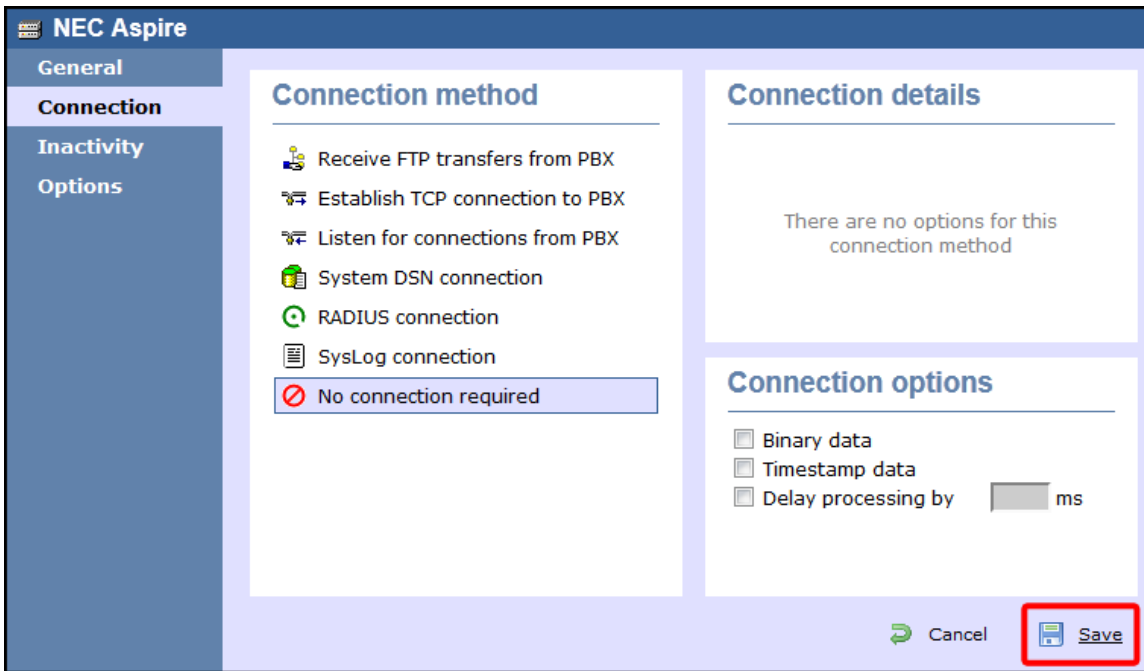 NEC Aspire
General
Connection
Inactivity
Options
Connection method
Receive FTP transfers from PBX
Establish TCP connection to PBX
Listen for connections from PBX
System DSN connection
RADIUS connection
SysLog connection
No connection required
Connection details
There are no options for this
connection method
Connection options
Binary data
Timestamp data
Delay processing by ms
Cancel
Save